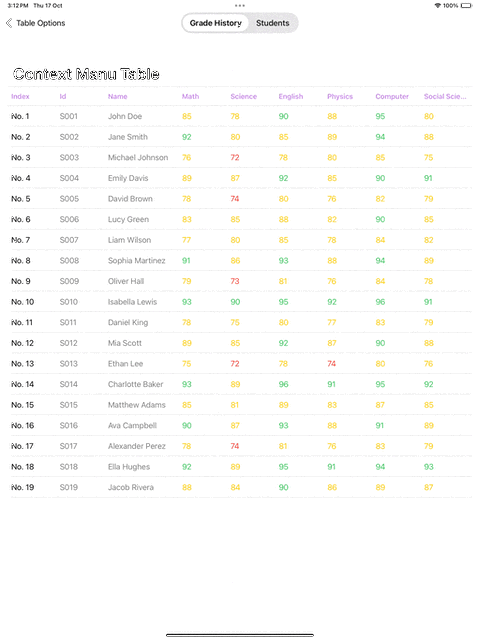 3:12 PM Thu 17 Oct 100%
Table Options Grade History Students
Context Manu Table
Index Id Name Math Science English Physics Computer Social Scie...
No. 1 S001 John Doe 85 78 90 88 95 80
No. 2 S002 Jane Smith 92 80 85 89 94 88
No. 3 S003 Michael Johnson 76 72 78 80 85 75
No. 4 S004 Emily Davis 89 87 92 85 90 91
No. 5 S005 David Brown 78 74 80 76 82 79
No. 6 S006 Lucy Green 83 85 88 82 90 85
No. 7 S007 Liam Wilson 77 80 85 78 84 82
No. 8 S008 Sophia Martinez 91 86 93 88 94 89
No. 9 S009 Oliver Hall 79 73 81 76 84 78
No. 10 S010 Isabella Lewis 93 90 95 92 96 91
No. 11 S011 Daniel King 78 75 80 77 83 79
No. 12 S012 Mia Scott 89 85 92 87 90 88
No. 13 S013 Ethan Lee 75 72 78 74 80 76
No. 14 S014 Charlotte Baker 93 89 96 91 95 92
No. 15 S015 Matthew Adams 85 81 89 83 87 85
No. 16 S016 Ava Campbell 90 87 93 88 91 89
No. 17 S017 Alexander Perez 78 74 81 76 83 79
No. 18 S018 Ella Hughes 92 89 95 91 94 93
No. 19 S019 Jacob Rivera 88 84 90 86 89 87